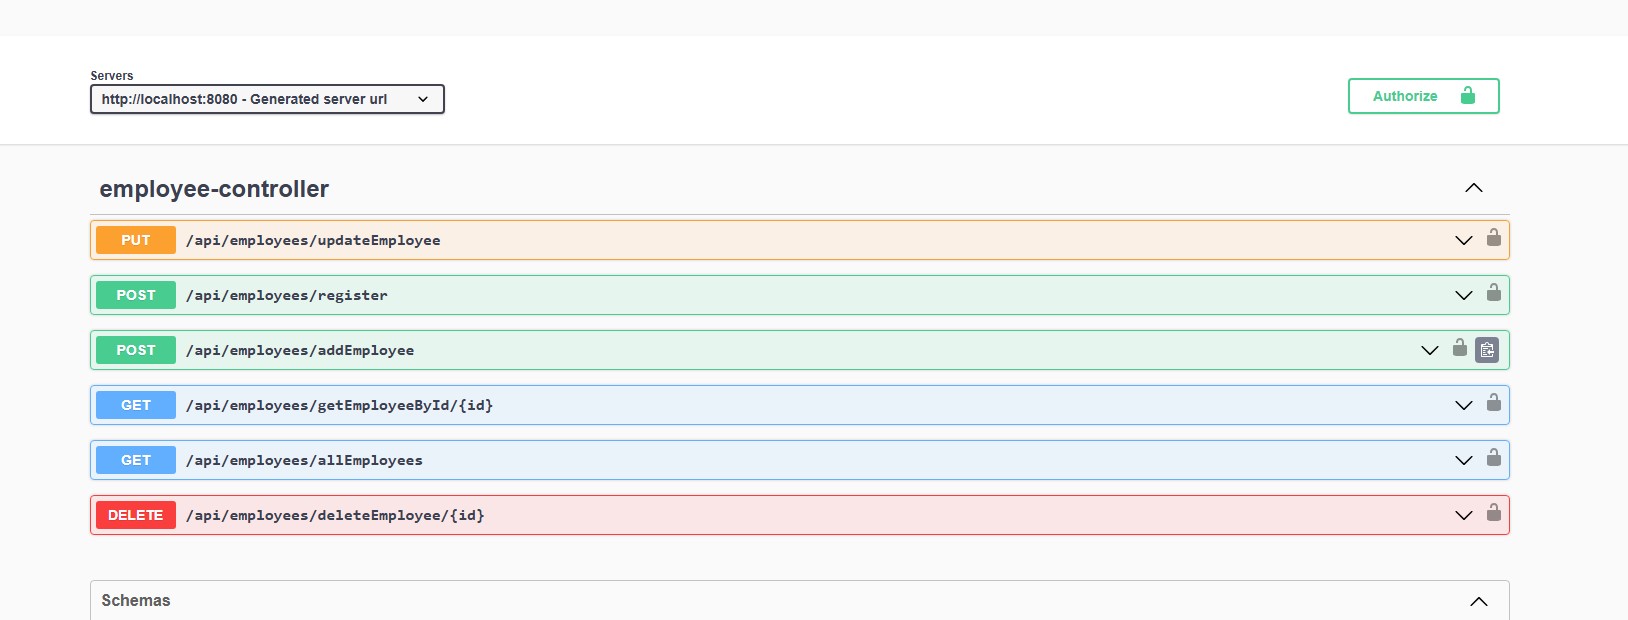 Servers
http://localhost:8080 - Generated server url
Authorize
employee-controller
PUT /api/employees/updateEmployee
POST /api/employees/register
POST /api/employees/addEmployee
GET /api/employees/getEmployeeById/{id}
GET /api/employees/allEmployees
DELETE /api/employees/deleteEmployee/{id}
Schemas